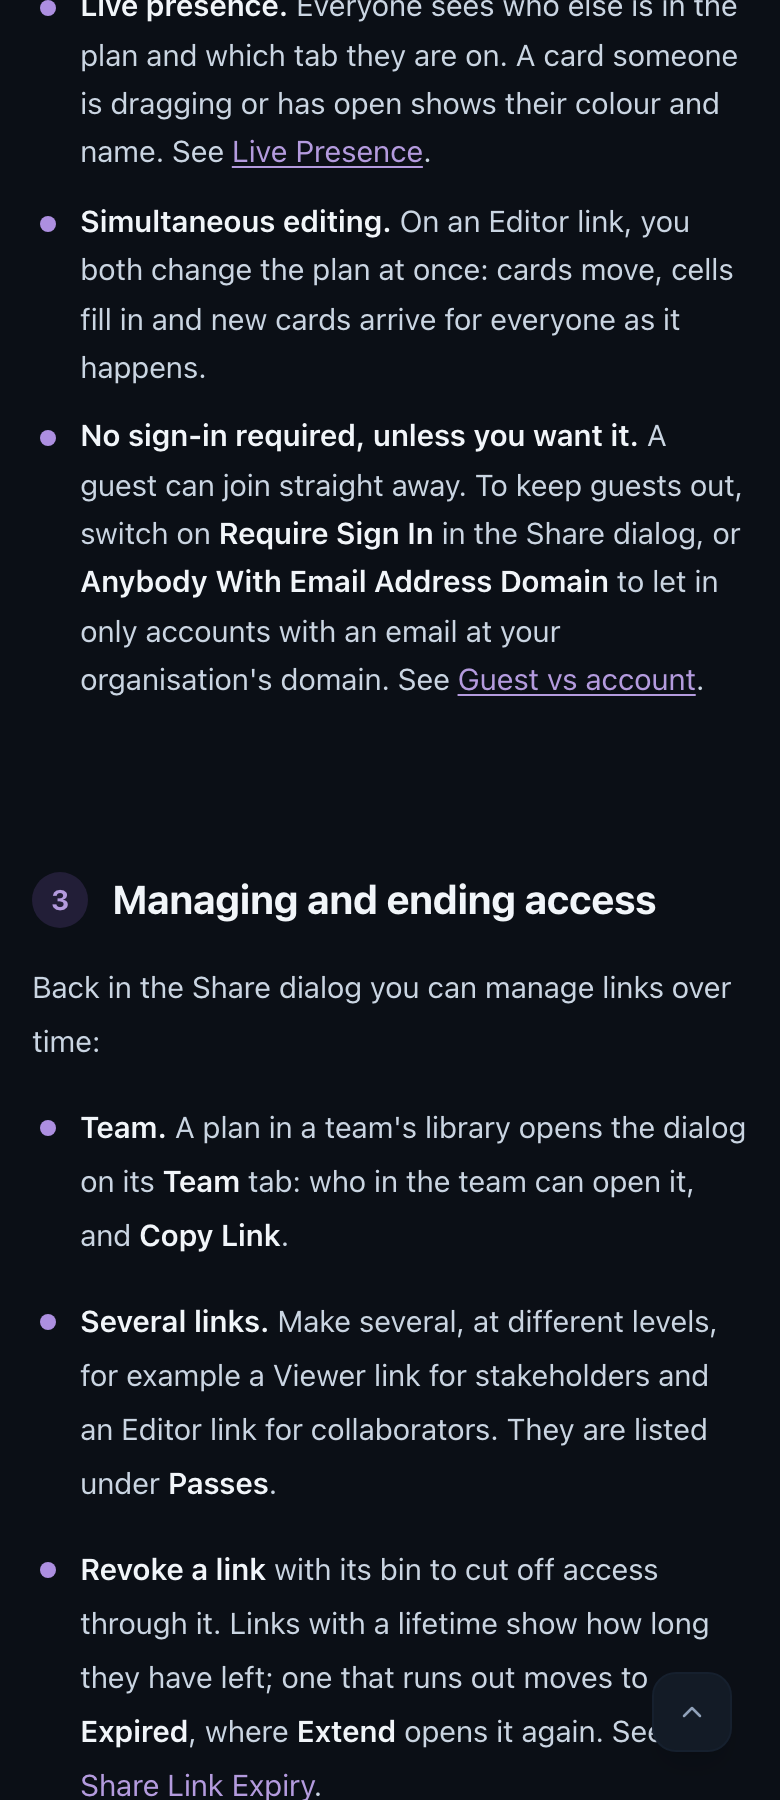 Live presence. Everyone sees who else is in the
plan and which tab they are on. A card someone
is dragging or has open shows their colour and
name. See Live Presence.
Simultaneous editing. On an Editor link, you
both change the plan at once: cards move, cells
fill in and new cards arrive for everyone as it
happens.
No sign-in required, unless you want it. A
guest can join straight away. To keep guests out,
switch on Require Sign In in the Share dialog, or
Anybody With Email Address Domain to let in
only accounts with an email at your
organisation's domain. See Guest vs account.
3 Managing and ending access
Back in the Share dialog you can manage links over
time:
Team. A plan in a team's library opens the dialog
on its Team tab: who in the team can open it,
and Copy Link.
Several links. Make several, at different levels,
for example a Viewer link for stakeholders and
an Editor link for collaborators. They are listed
under Passes.
Revoke a link with its bin to cut off access
through it. Links with a lifetime show how long
they have left; one that runs out moves to
Expired, where Extend opens it again. See
Share Link Expiry.